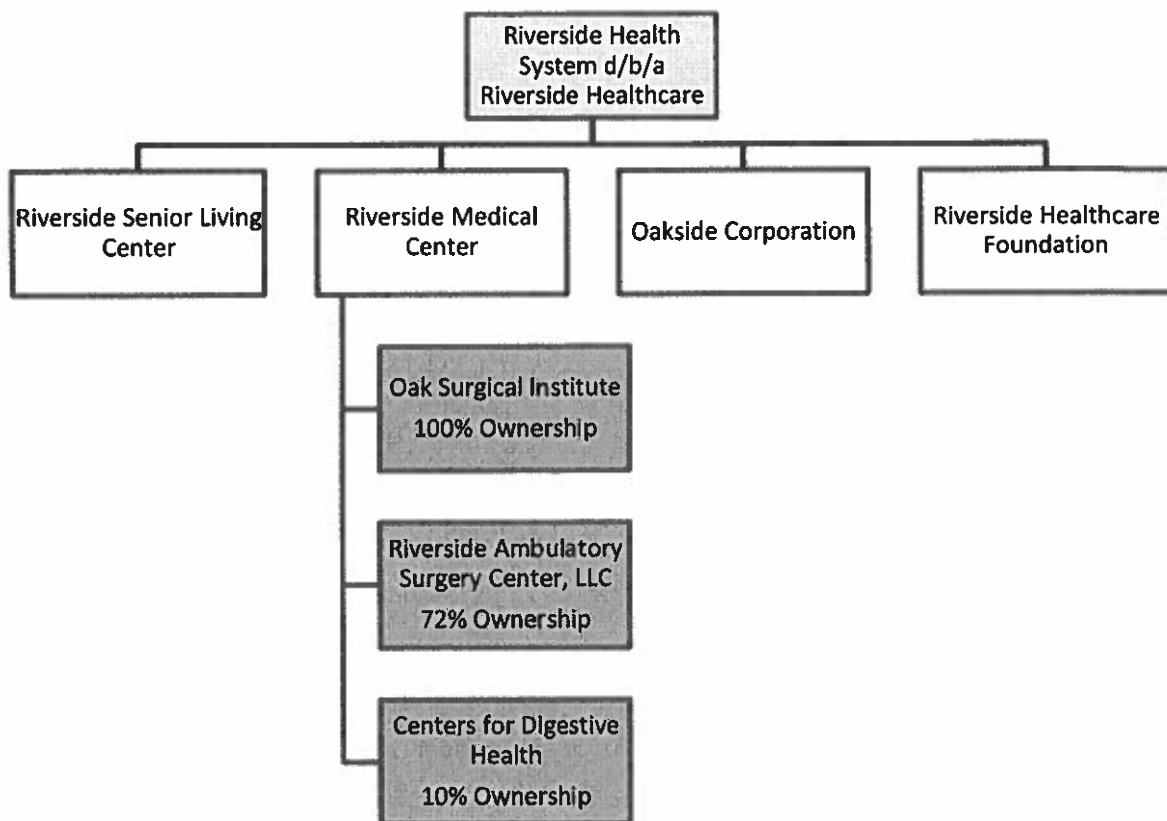 Riverside Health
System d/b/a
Riverside Healthcare
Riverside Senior Living
Center
Riverside Medical
Center
Oakside Corporation
Riverside Healthcare
Foundation
Oak Surgical Institute
100% Ownership
Riverside Ambulatory
Surgery Center, LLC
72% Ownership
Centers for Digestive
Health
10% Ownership